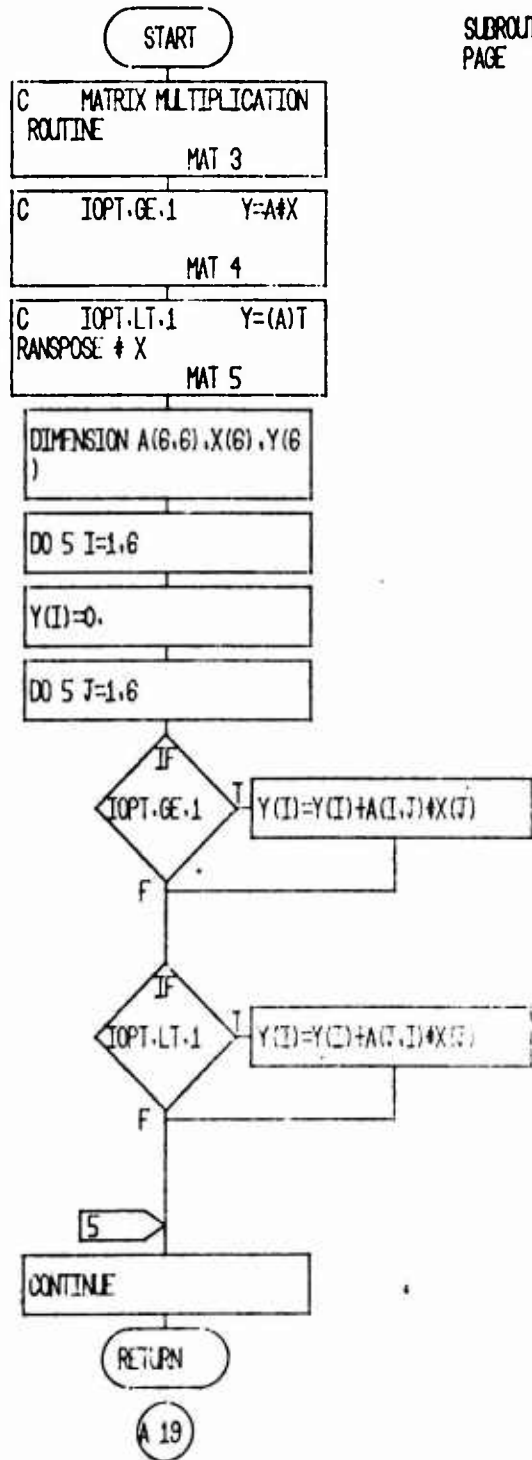 START
SUBROUT
PAGE
C MATRIX MULTIPLICATION
ROUTINE
MAT 3
C IOPT.GE.1 Y=A*X
MAT 4
C IOPT.LT.1 Y=(A)T
RANSPOSE * X
MAT 5
DIMENSION A(6,6),X(6),Y(6
)
DO 5 I=1,6
Y(I)=0.
DO 5 J=1,6
IF
IOPT.GE.1
T
Y(I)=Y(I)+A(I,J)*X(J)
F
IF
IOPT.LT.1
T
Y(I)=Y(I)+A(J,I)*X(J)
F
5
CONTINUE
RETURN
A 19